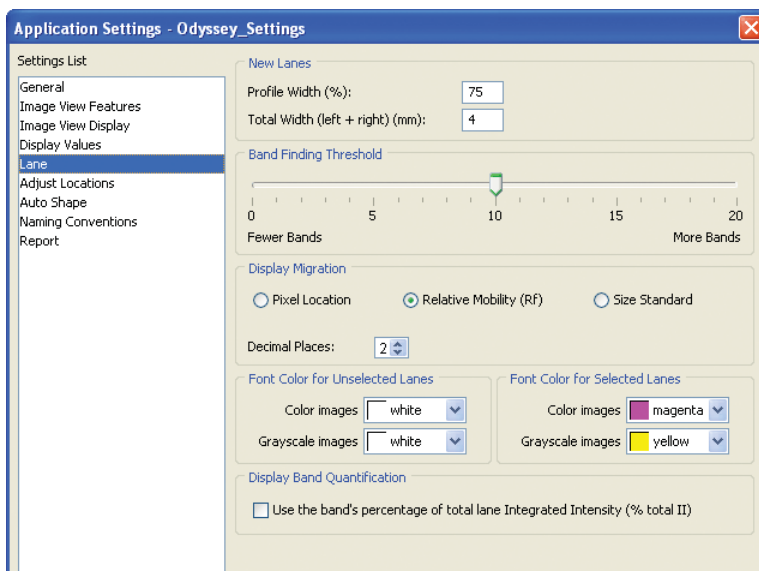 Application Settings - Odyssey_Settings
Settings List
General
Image View Features
Image View Display
Display Values
Lane
Adjust Locations
Auto Shape
Naming Conventions
Report
New Lanes
Profile Width (%): 75
Total Width (left + right) (mm): 4
Band Finding Threshold
0 5 10 15 20
Fewer Bands More Bands
Display Migration
Pixel Location Relative Mobility (Rf) Size Standard
Decimal Places: 2
Font Color for Unselected Lanes
Color images white
Grayscale images white
Font Color for Selected Lanes
Color images magenta
Grayscale images yellow
Display Band Quantification
Use the band's percentage of total lane Integrated Intensity (% total II)